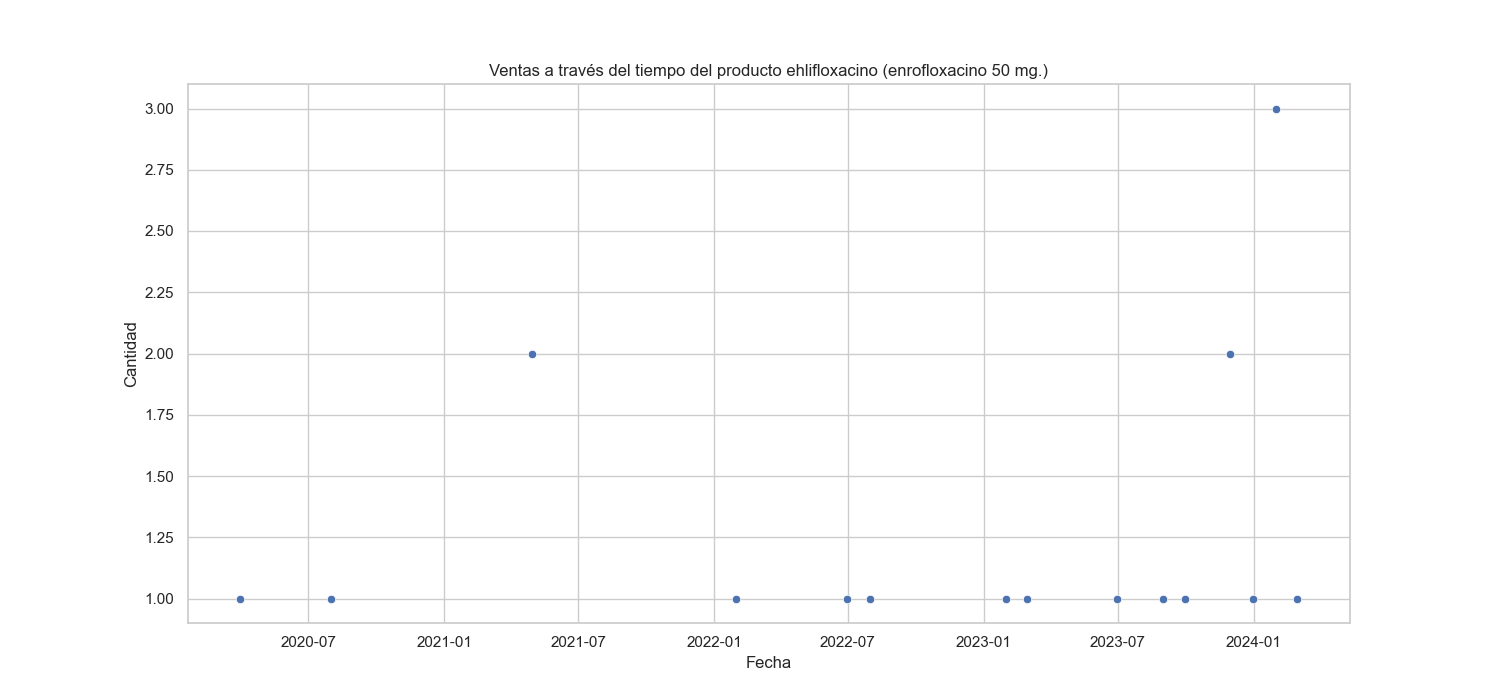 Ventas a través del tiempo del producto ehlifloxacino (enrofloxacino 50 mg.)
3.00
2.75
2.50
2.25
2.00
1.75
1.50
1.25
1.00
Cantidad
2020-07 2021-01 2021-07 2022-01 2022-07 2023-01 2023-07 2024-01
Fecha